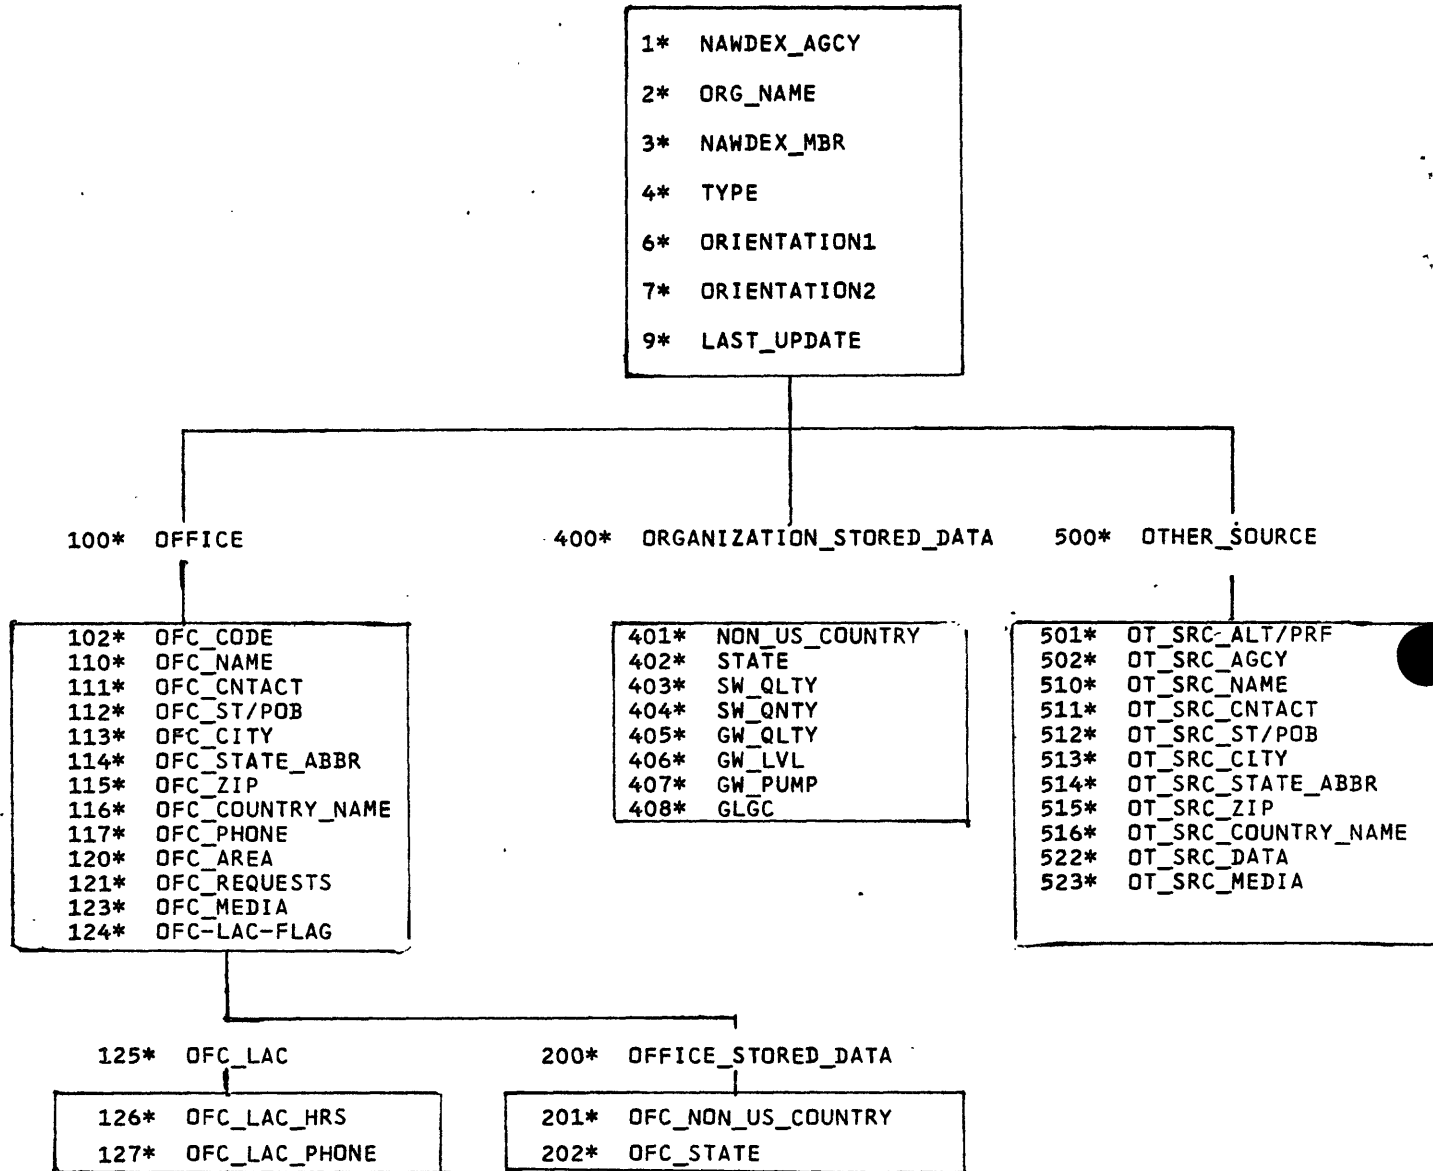 1* NAWDEX_AGCY
2* ORG_NAME
3* NAWDEX_MBR
4* TYPE
6* ORIENTATION1
7* ORIENTATION2
9* LAST_UPDATE
100* OFFICE
400* ORGANIZATION_STORED_DATA
500* OTHER_SOURCE
102* OFC_CODE
110* OFC_NAME
111* OFC_CNTACT
112* OFC_ST/POB
113* OFC_CITY
114* OFC_STATE_ABBR
115* OFC_ZIP
116* OFC_COUNTRY_NAME
117* OFC_PHONE
120* OFC_AREA
121* OFC_REQUESTS
123* OFC_MEDIA
124* OFC-LAC-FLAG
401* NON_US_COUNTRY
402* STATE
403* SW_QLTY
404* SW_QNTY
405* GW_QLTY
406* GW_LVL
407* GW_PUMP
408* GLGC
501* OT_SRC_ALT/PRF
502* OT_SRC_AGCY
510* OT_SRC_NAME
511* OT_SRC_CNTACT
512* OT_SRC_ST/POB
513* OT_SRC_CITY
514* OT_SRC_STATE_ABBR
515* OT_SRC_ZIP
516* OT_SRC_COUNTRY_NAME
522* OT_SRC_DATA
523* OT_SRC_MEDIA
125* OFC_LAC
200* OFFICE_STORED_DATA
126* OFC_LAC_HRS
127* OFC_LAC_PHONE
201* OFC_NON_US_COUNTRY
202* OFC_STATE